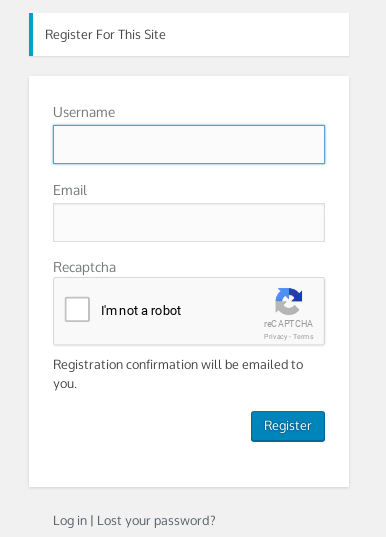 Register For This Site
Username
Email
Recaptcha
I'm not a robot
reCAPTCHA
Privacy - Terms
Registration confirmation will be emailed to
you.
Register
Log in | Lost your password?